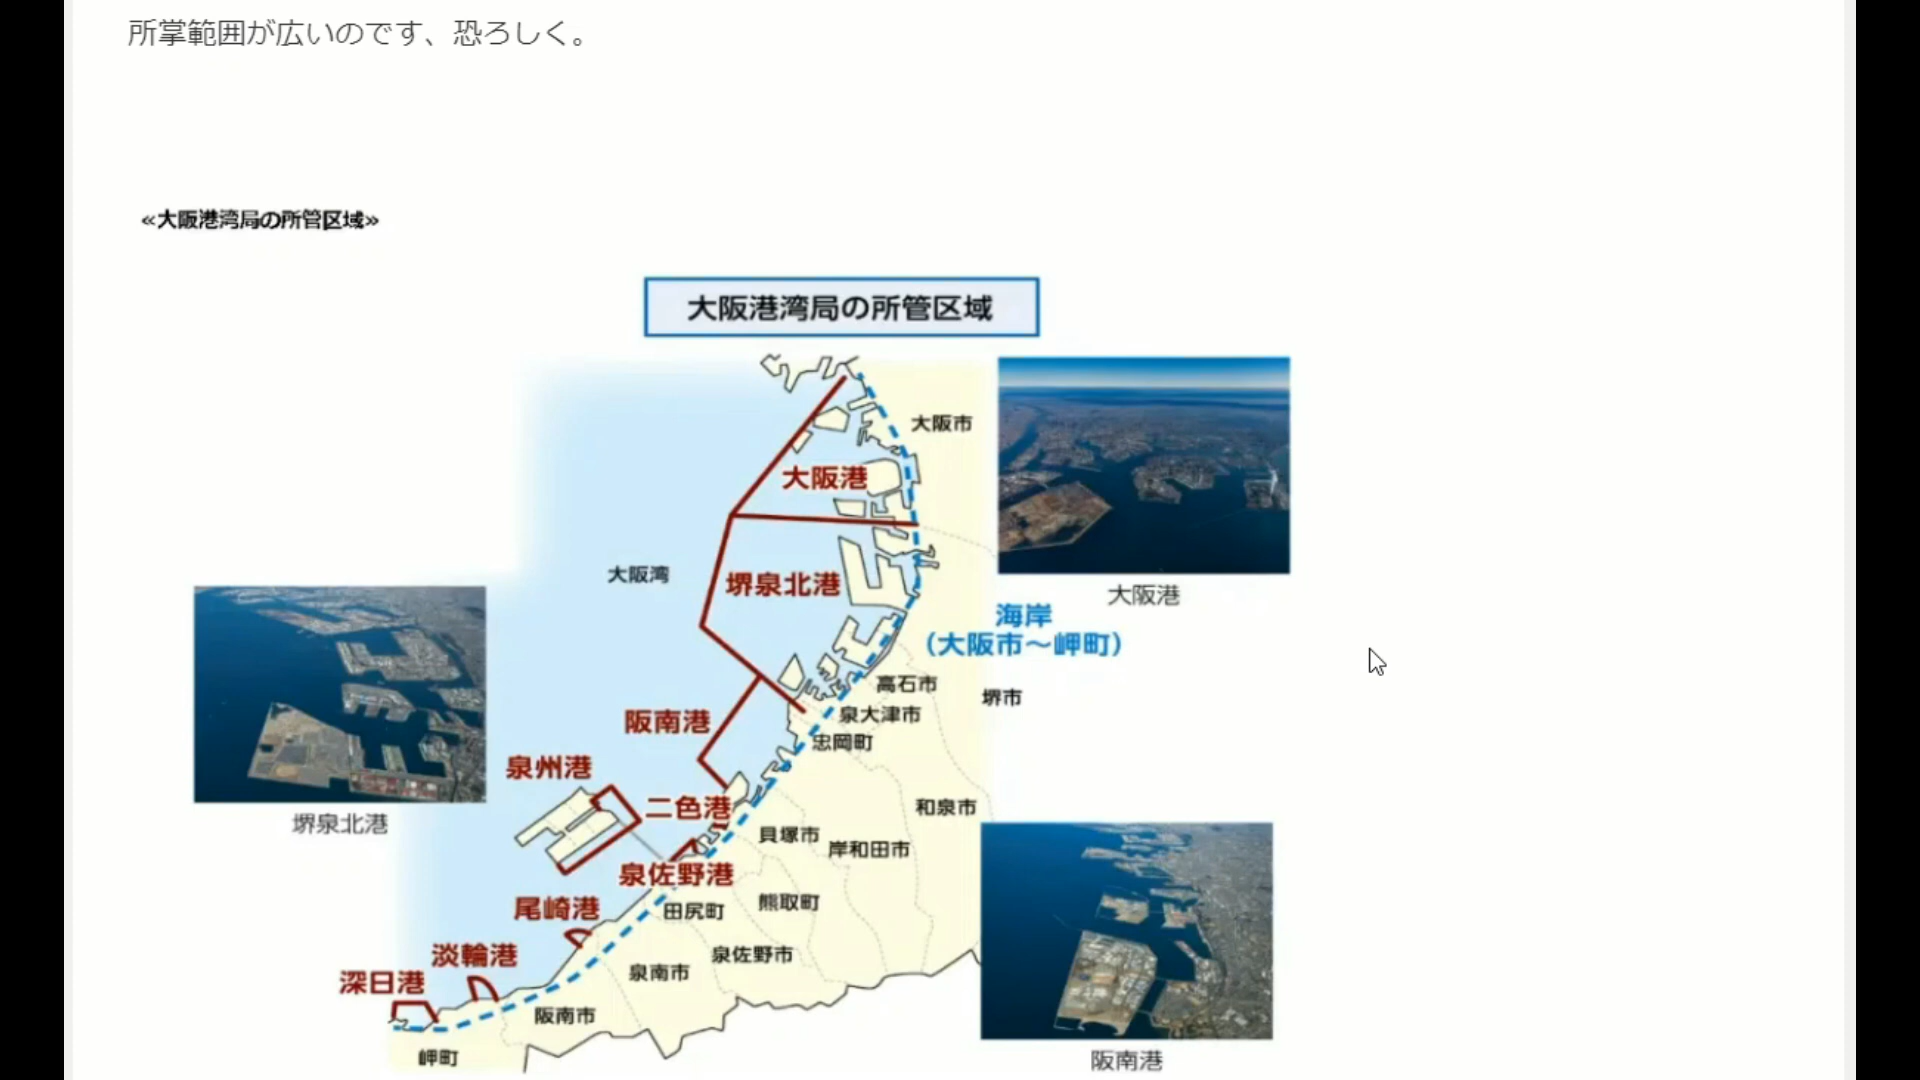 所掌範囲が広いのです、恐ろしく。
≪大阪港湾局の所管区域≫
大阪港湾局の所管区域
大阪市
大阪港
大阪湾
堺泉北港
大阪港
海岸
(大阪市〜岬町)
高石市
堺市
泉大津市
阪南港
忠岡町
泉州港
二色港
和泉市
堺泉北港
貝塚市
岸和田市
泉佐野港
尾崎港
田尻町
熊取町
淡輪港
泉佐野市
深日港
泉南市
阪南市
岬町
阪南港